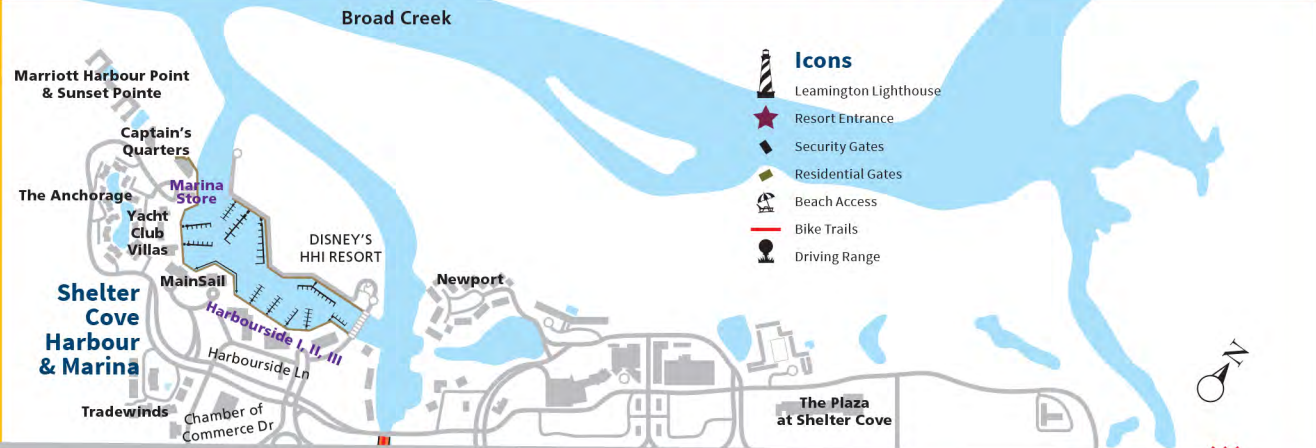 Broad Creek
Marriott Harbour Point
& Sunset Pointe
Captain's
Quarters
The Anchorage
Marina
Store
Yacht
Club
Villas
DISNEY'S
HHI RESORT
MainSail
Newport
Shelter
Cove
Harbour
& Marina
Harbourside I, II, III
Harbourside Ln
Tradewinds
Chamber of
Commerce Dr
The Plaza
at Shelter Cove
Icons
Leamington Lighthouse
Resort Entrance
Security Gates
Residential Gates
Beach Access
Bike Trails
Driving Range
N